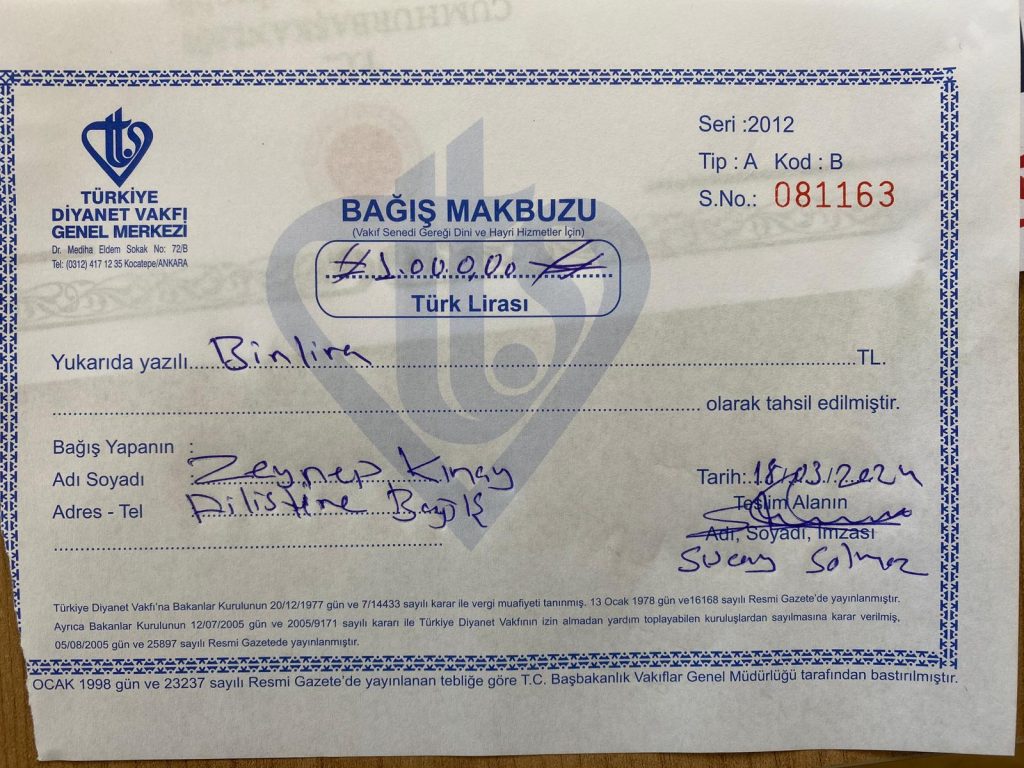 TÜRKİYE
DİYANET VAKFI
GENEL MERKEZİ
Dr. Mediha Eldem Sokak No: 72/B
Tel: (0312) 417 12 35 Kocatepe/ANKARA
Seri :2012
Tip : A Kod : B
S.No.: 081163
BAĞIŞ MAKBUZU
(Vakıf Senedi Gereği Dini ve Hayri Hizmetler İçin)
1.000,00
Türk Lirası
Yukarıda yazılı Binlira TL.
olarak tahsil edilmiştir.
Bağış Yapanın :
Adı Soyadı : Zeynep Kınay
Adres - Tel Filistine Bağış
Tarih: 18/03/2024
Teslim Alanın
Adı, Soyadı, İmzası
Solmaz
Türkiye Diyanet Vakfı'na Bakanlar Kurulunun 20/12/1977 gün ve 7/14433 sayılı karar ile vergi muafiyeti tanınmış. 13 Ocak 1978 gün ve16168 sayılı Resmi Gazete'de yayınlanmıştır.
Ayrıca Bakanlar Kurulunun 12/07/2005 gün ve 2005/9171 sayılı kararı ile Türkiye Diyanet Vakfının izin almadan yardım toplayabilen kuruluşlardan sayılmasına karar verilmiş,
05/08/2005 gün ve 25897 sayılı Resmi Gazetede yayınlanmıştır.
OCAK 1998 gün ve 23237 sayılı Resmi Gazete'de yayınlanan tebliğe göre T.C. Başbakanlık Vakıflar Genel Müdürlüğü tarafından bastırılmıştır.